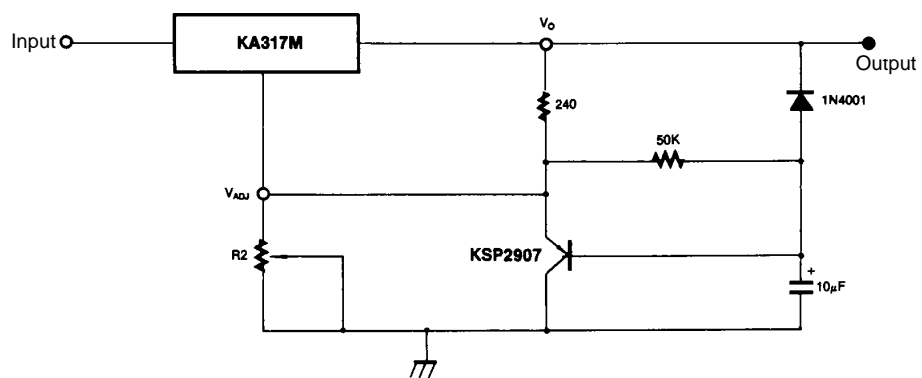 Input
KA317M
Vo
Output
240
1N4001
50K
VADJ
R2
KSP2907
+
10μF